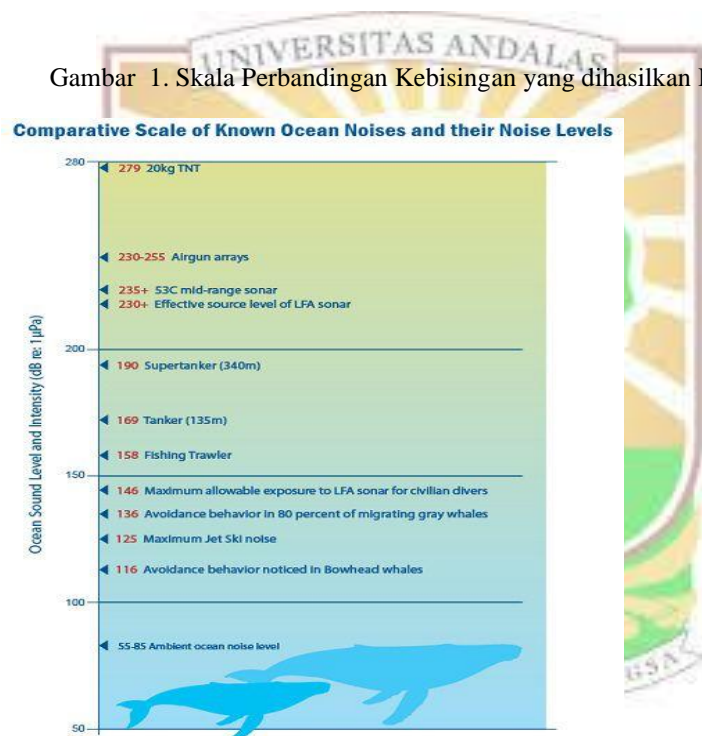 UNIVERSITAS ANDALAS
Gambar 1. Skala Perbandingan Kebisingan yang dihasilkan
Comparative Scale of Known Ocean Noises and their Noise Levels
Ocean Sound Level and Intensity (dB re: 1µPa)
280
279 20kg TNT
230-255 Airgun arrays
235+ 53C mid-range sonar
230+ Effective source level of LFA sonar
200
190 Supertanker (340m)
169 Tanker (135m)
158 Fishing Trawler
150
146 Maximum allowable exposure to LFA sonar for civilian divers
136 Avoidance behavior in 80 percent of migrating gray whales
125 Maximum Jet Ski noise
116 Avoidance behavior noticed in Bowhead whales
100
55-85 Ambient ocean noise level
50